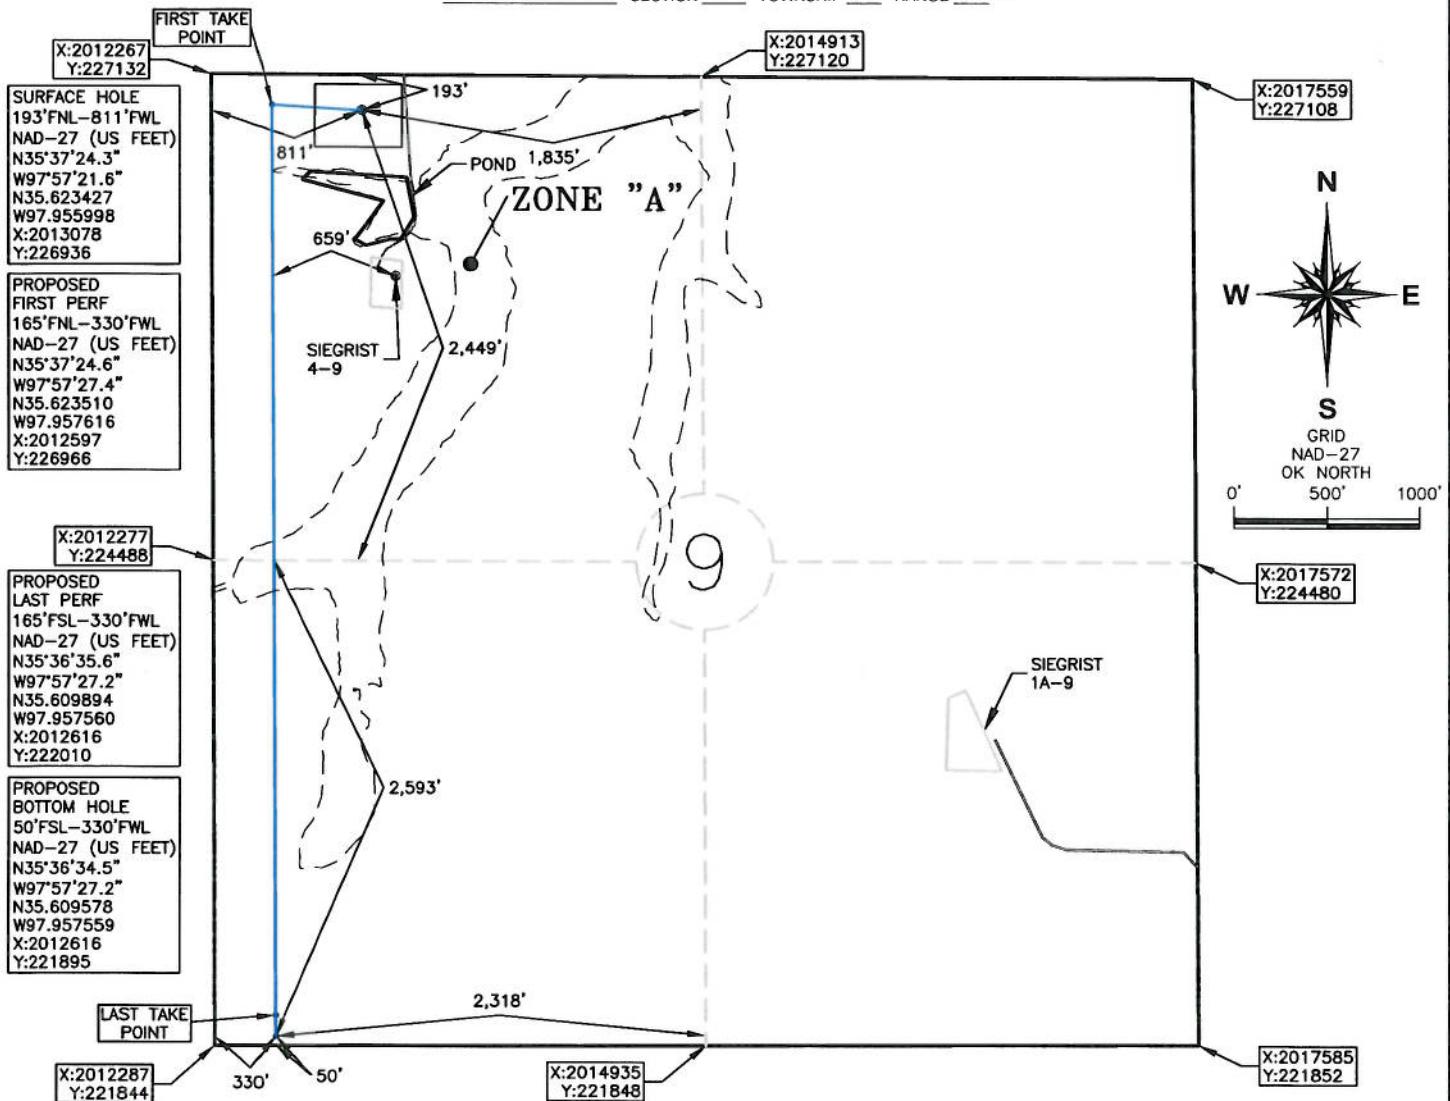 SECTION TOWNSHIP RANGE
FIRST TAKE
POINT
X:2012267
Y:227132
X:2014913
Y:227120
X:2017559
Y:227108
SURFACE HOLE
193'FNL-811'FWL
NAD-27 (US FEET)
N35°37'24.3"
W97°57'21.6"
N35.623427
W97.955998
X:2013078
Y:226936
193'
811'
1,835'
POND
ZONE "A"
659'
SIEGRIST
4-9
2,449'
PROPOSED
FIRST PERF
165'FNL-330'FWL
NAD-27 (US FEET)
N35°37'24.6"
W97°57'27.4"
N35.623510
W97.957616
X:2012597
Y:226966
N
W
E
S
GRID
NAD-27
OK NORTH
0' 500' 1000'
X:2012277
Y:224488
9
X:2017572
Y:224480
PROPOSED
LAST PERF
165'FSL-330'FWL
NAD-27 (US FEET)
N35°36'35.6"
W97°57'27.2"
N35.609894
W97.957560
X:2012616
Y:222010
SIEGRIST
1A-9
2,593'
PROPOSED
BOTTOM HOLE
50'FSL-330'FWL
NAD-27 (US FEET)
N35°36'34.5"
W97°57'27.2"
N35.609578
W97.957559
X:2012616
Y:221895
LAST TAKE
POINT
2,318'
X:2012287
Y:221844
330'
50'
X:2014935
Y:221848
X:2017585
Y:221852